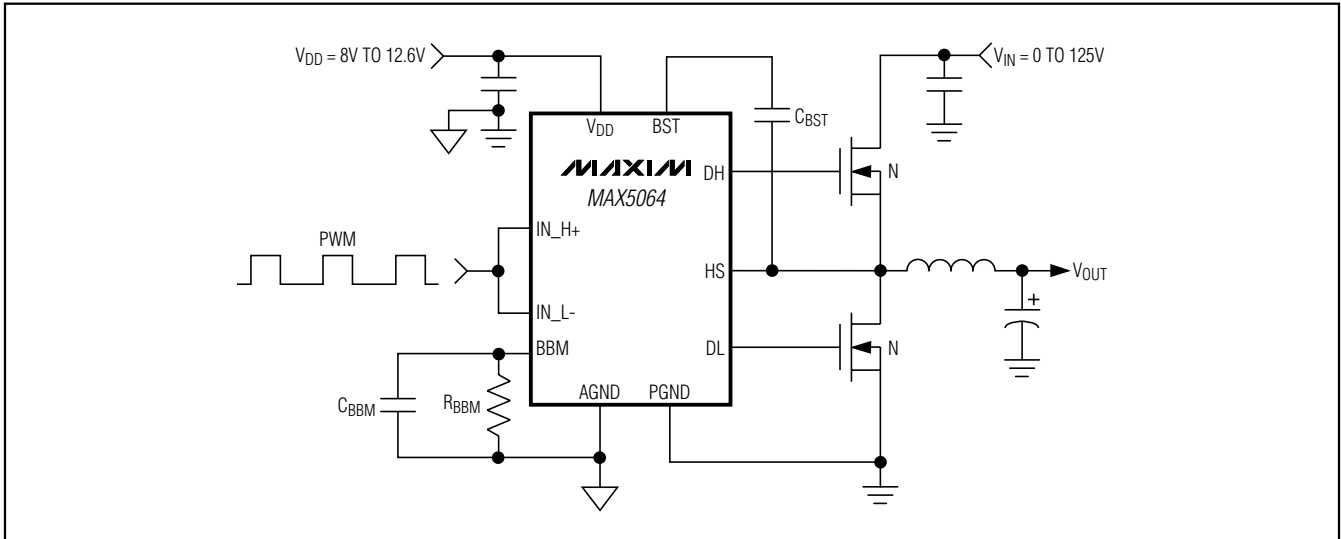 V_DD = 8V TO 12.6V
V_IN = 0 TO 125V
V_DD
BST
C_BST
MAXIM
MAX5064
DH
N
PWM
IN_H+
HS
V_OUT
+
IN_L-
BBM
DL
N
C_BBM
R_BBM
AGND
PGND